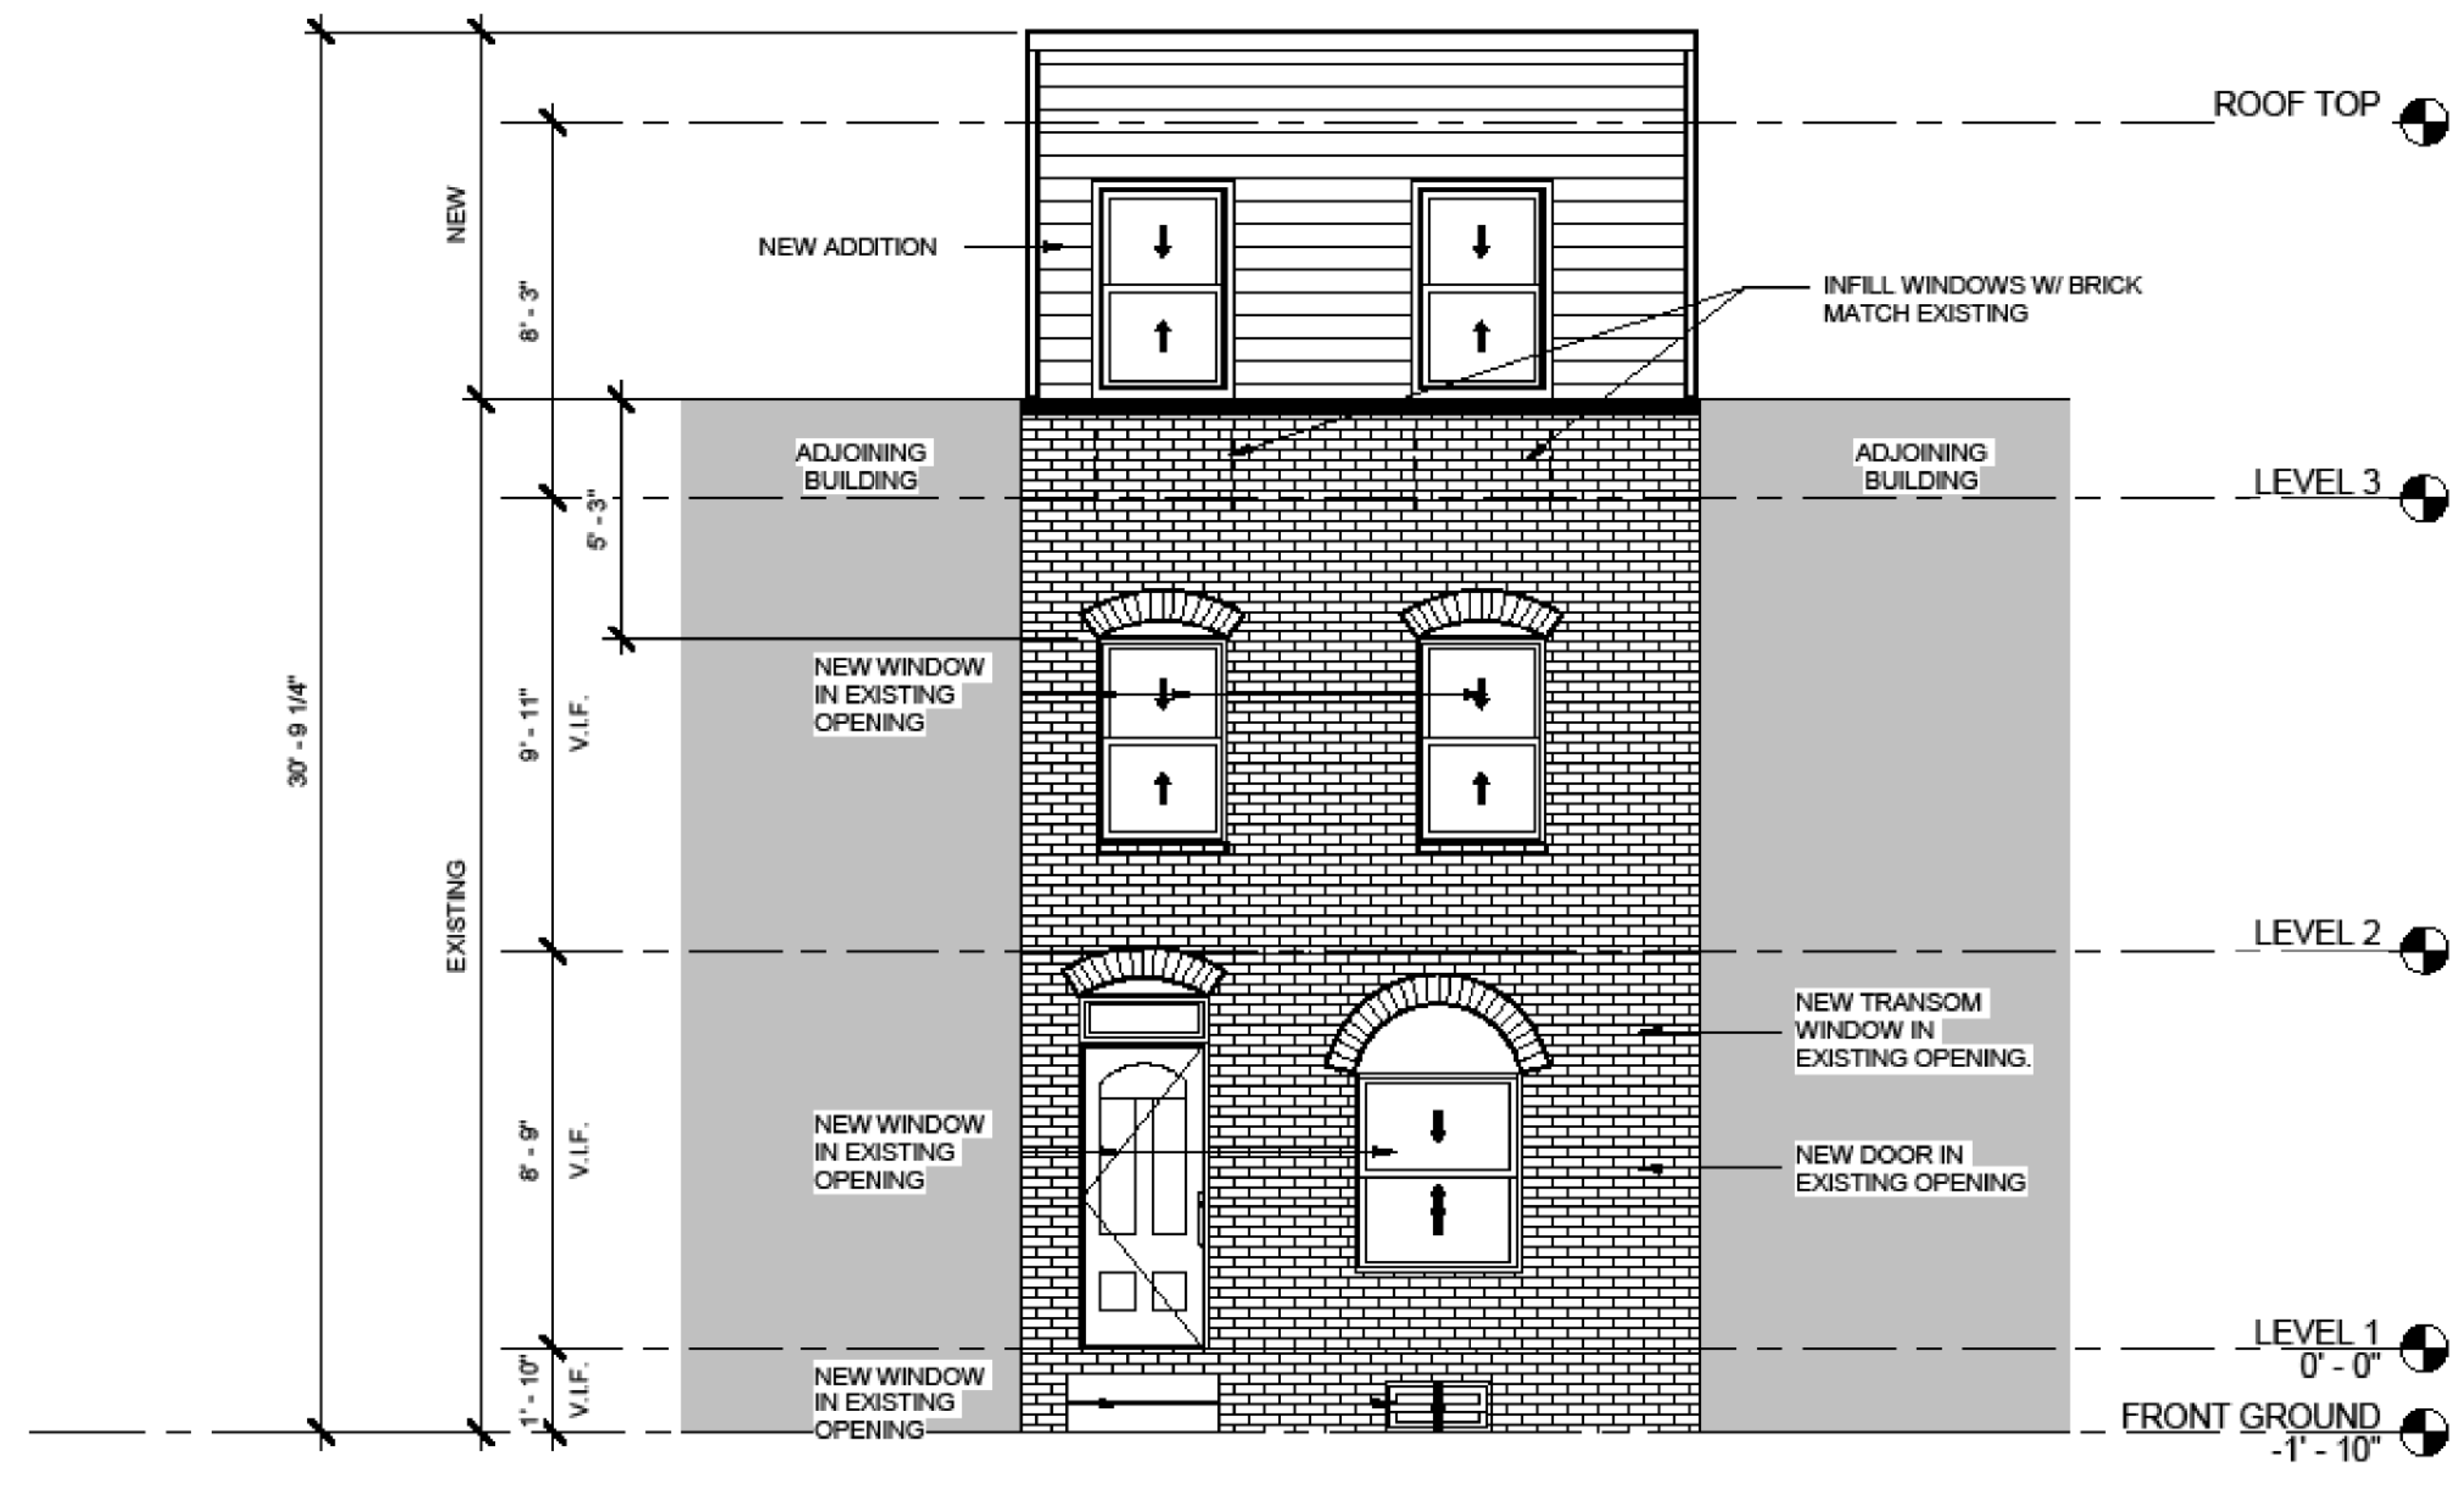 ROOF TOP
NEW
NEW ADDITION
8' - 3"
INFILL WINDOWS W/ BRICK
MATCH EXISTING
ADJOINING
BUILDING
ADJOINING
BUILDING
LEVEL 3
5' - 3"
NEW WINDOW
IN EXISTING
OPENING
30' - 9 1/4"
9' - 11"
V.I.F.
EXISTING
LEVEL 2
NEW TRANSOM
WINDOW IN
EXISTING OPENING.
NEW WINDOW
IN EXISTING
OPENING
8' - 9"
V.I.F.
NEW DOOR IN
EXISTING OPENING
LEVEL 1
0' - 0"
1' - 10"
V.I.F.
NEW WINDOW
IN EXISTING
OPENING
FRONT GROUND
-1' - 10"